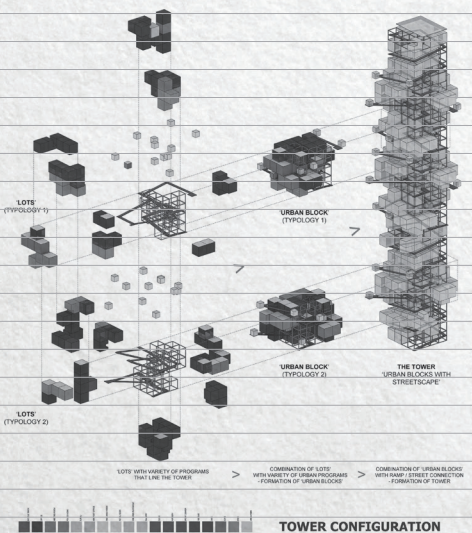 'LOTS'
(TYPOLOGY 1)
'URBAN BLOCK'
(TYPOLOGY 1)
>
>
'LOTS'
(TYPOLOGY 2)
'URBAN BLOCK'
(TYPOLOGY 2)
THE TOWER
'URBAN BLOCKS WITH
STREETSCAPE'
'LOTS' WITH VARIETY OF PROGRAMS
THAT LINE THE TOWER
>
COMBINATION OF 'LOTS'
WITH VARIETY OF URBAN PROGRAMS
- FORMATION OF 'URBAN BLOCKS'
>
COMBINATION OF 'URBAN BLOCKS'
WITH RAMP / STREET CONNECTION
- FORMATION OF TOWER
TOWER CONFIGURATION